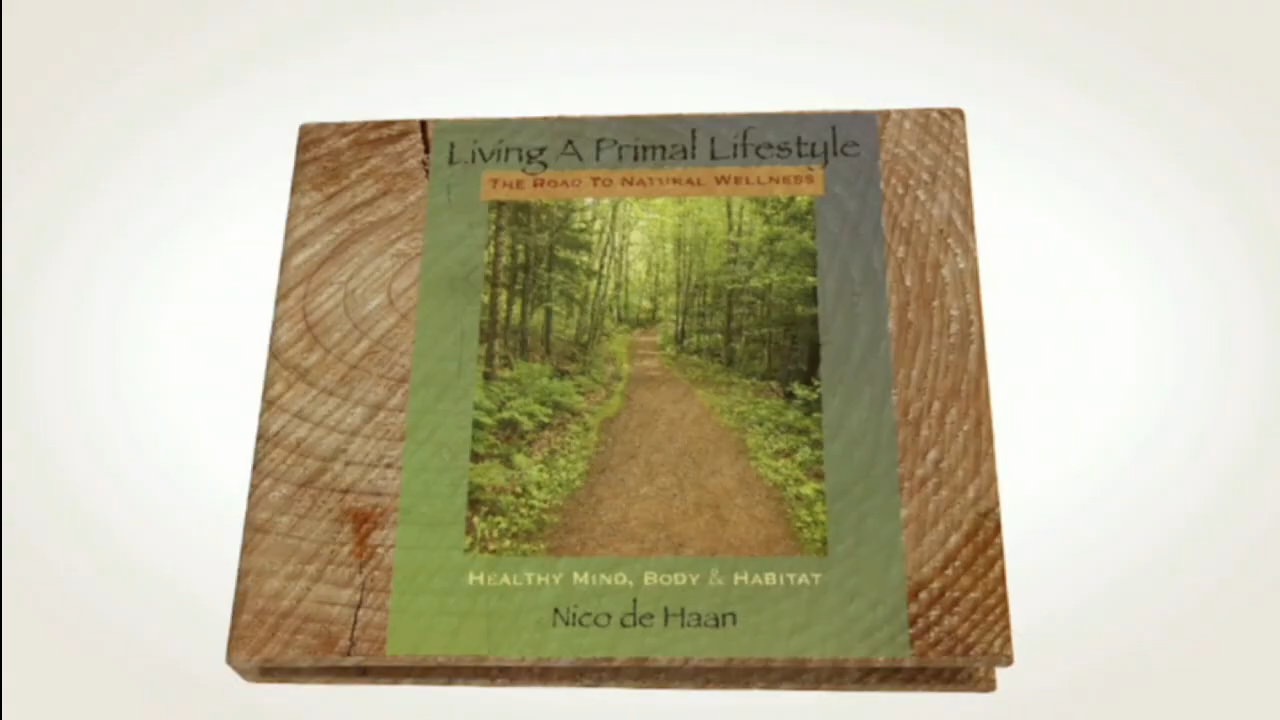 Living A Primal Lifestyle
The Road To Natural Wellness
Healthy Mind, Body & Habitat
Nico de Haan